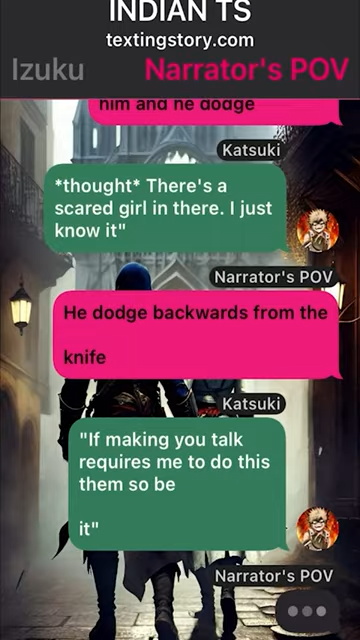 INDIAN TS
textingstory.com
Izuku Narrator's POV
him and he dodge
Katsuki
*thought* There's a
scared girl in there. I just
know it"
Narrator's POV
He dodge backwards from the
knife
Katsuki
"If making you talk
requires me to do this
them so be
it"
Narrator's POV